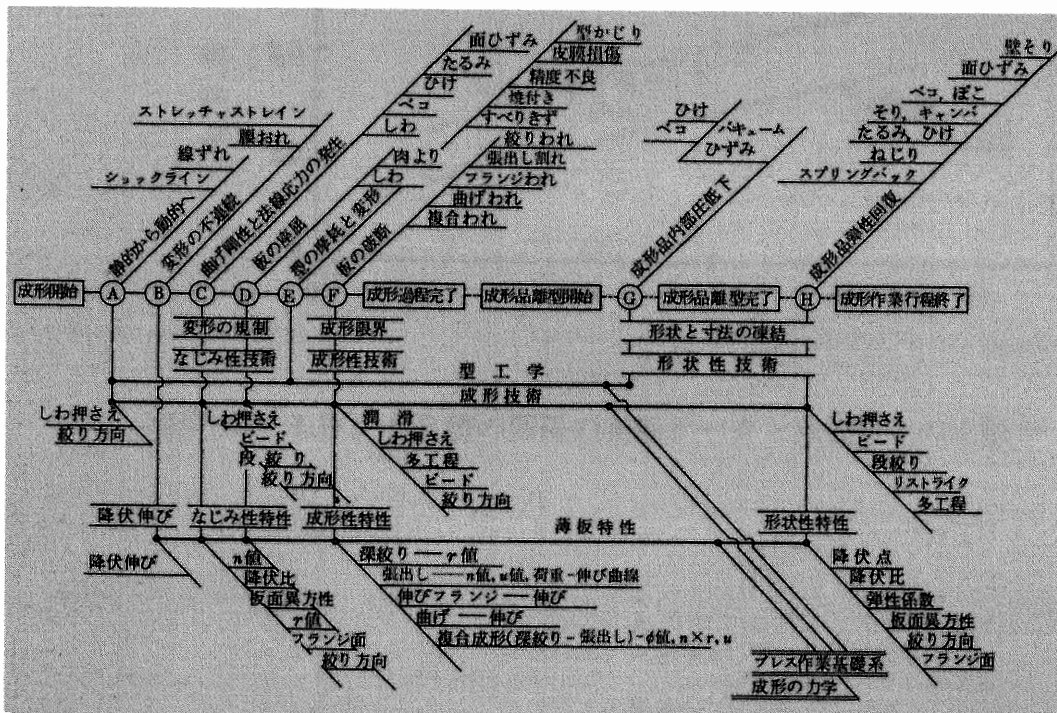 ストレッチャストレイン
腰おれ
線ずれ
ショックライン
面ひずみ
たるみ
ひけ
ベコ
しわ
肉より
しわ
型かじり
皮膜損傷
精度不良
焼付き
すべりきず
絞りわれ
張出し割れ
フランジわれ
曲げわれ
複合われ
ひけ
ベコ
バキューム
ひずみ
壁そり
面ひずみ
ベコ, ぽこ
そり, キャンバ
たるみ, ひけ
ねじり
スプリングバック
静的から動的へ
変形の不連続
曲げ剛性と法線応力の発生
板の座屈
型の摩耗と変形
板の破断
成形品内部圧低下
成形品弾性回復
成形開始
A
B
C
D
E
F
成形過程完了
成形品離型開始
G
成形品離型完了
H
成形作業行程終了
変形の規制
成形限界
形状と寸法の凍結
なじみ性技術
成形性技術
形状性技術
型工学
成形技術
しわ押さえ
絞り方向
しわ押さえ
ビード
段絞り
絞り方向
潤滑
しわ押さえ
多工程
ビード
絞り方向
しわ押さえ
ビード
段絞り
リストライク
多工程
降伏伸び
なじみ性特性
成形性特性
薄板特性
形状性特性
降伏伸び
n値
降伏比
板面異方性
r値
フランジ面
絞り方向
深絞り──r値
張出し──n値, u値, 荷重-伸び曲線
伸びフランジ──伸び
曲げ──伸び
複合成形(深絞り-張出し)-φ値, n×r, u
降伏点
降伏比
弾性係数
板面異方性
絞り方向
フランジ面
プレス作業基礎系
成形の力学